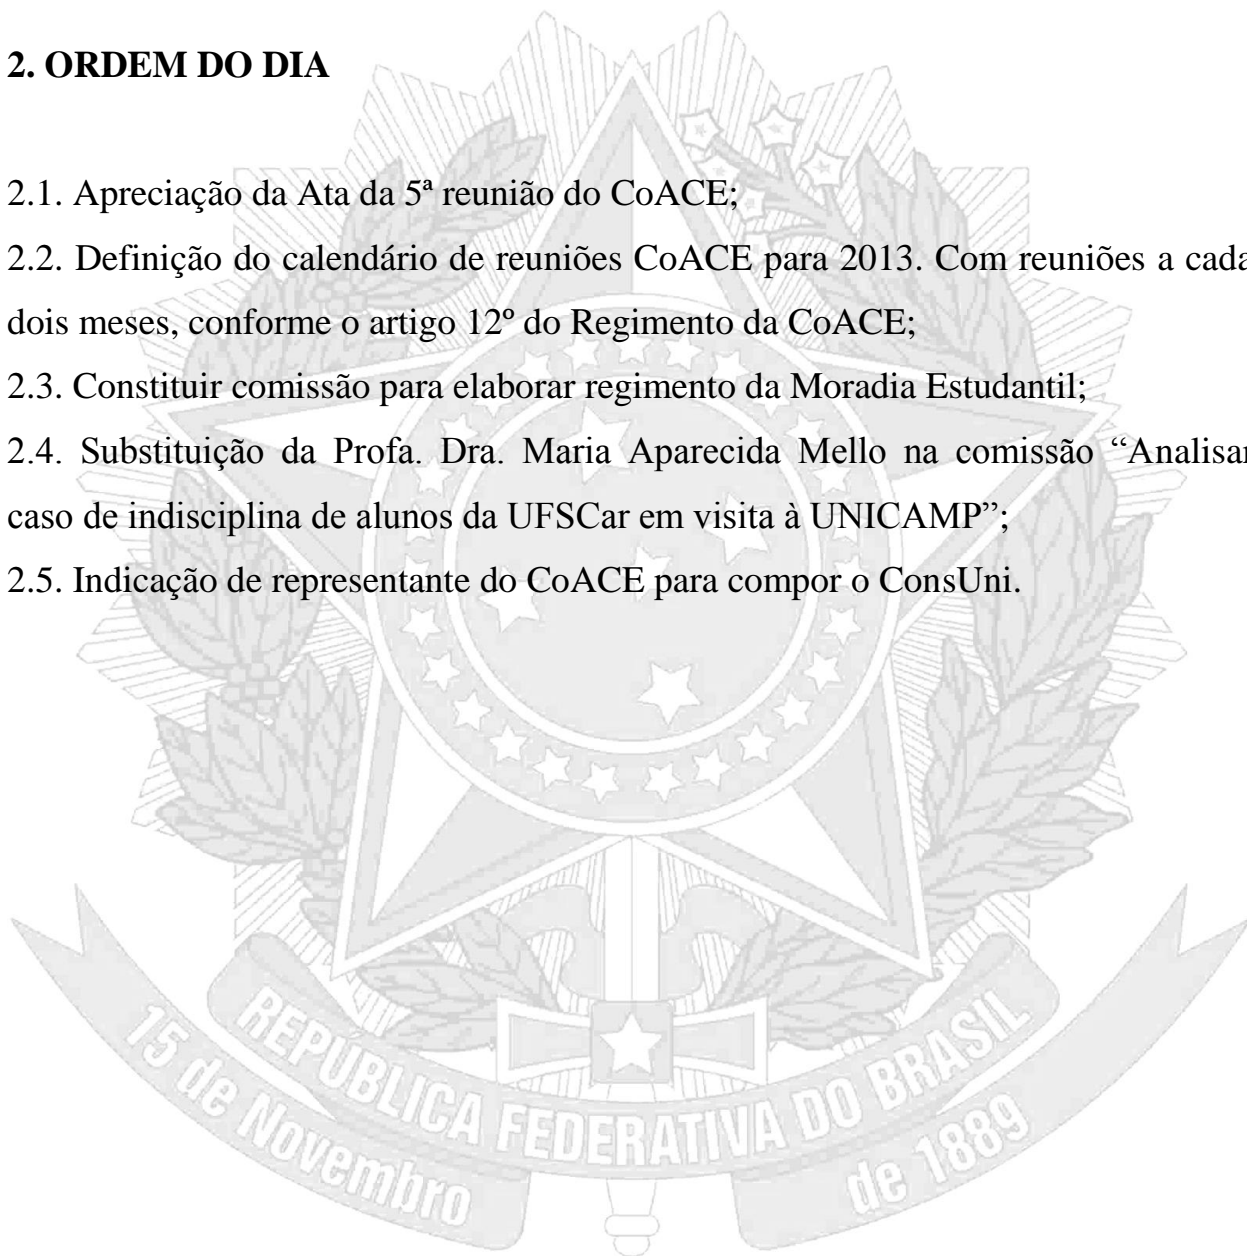 2. ORDEM DO DIA
2.1. Apreciação da Ata da 5ª reunião do CoACE;
2.2. Definição do calendário de reuniões CoACE para 2013. Com reuniões a cada
dois meses, conforme o artigo 12º do Regimento da CoACE;
2.3. Constituir comissão para elaborar regimento da Moradia Estudantil;
2.4. Substituição da Profa. Dra. Maria Aparecida Mello na comissão “Analisar
caso de indisciplina de alunos da UFSCar em visita à UNICAMP”;
2.5. Indicação de representante do CoACE para compor o ConsUni.
REPÚBLICA FEDERATIVA DO BRASIL
15 de Novembro de 1889